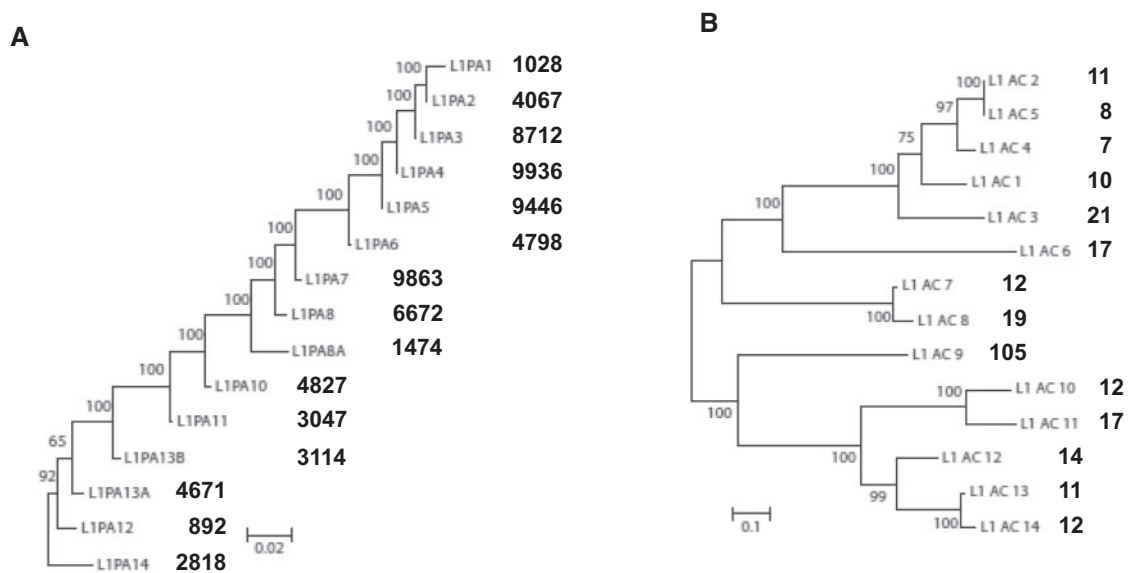 A
100 L1PA1 1028
100 L1PA2 4067
100 L1PA3 8712
100 L1PA4 9936
100 L1PA5 9446
100 L1PA6 4798
100 L1PA7 9863
100 L1PA8 6672
100 L1PA8A 1474
100 L1PA10 4827
100 L1PA11 3047
65 L1PA13B 3114
92 L1PA13A 4671
L1PA12 892
L1PA14 2818
0.02
B
100 L1 AC 2 11
97 L1 AC 5 8
75 L1 AC 4 7
100 L1 AC 1 10
100 L1 AC 3 21
L1 AC 6 17
L1 AC 7 12
100 L1 AC 8 19
L1 AC 9 105
100 100 L1 AC 10 12
L1 AC 11 17
100 L1 AC 12 14
99 L1 AC 13 11
100 L1 AC 14 12
0.1